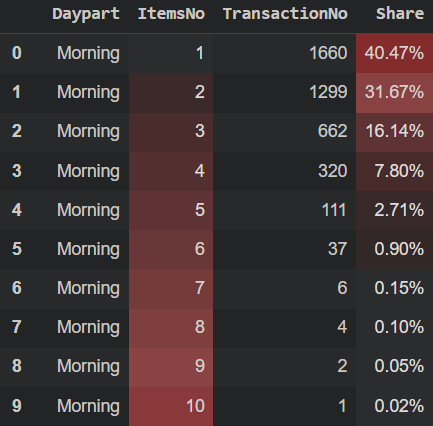 Daypart ItemsNo TransactionNo Share
0 Morning 1 1660 40.47%
1 Morning 2 1299 31.67%
2 Morning 3 662 16.14%
3 Morning 4 320 7.80%
4 Morning 5 111 2.71%
5 Morning 6 37 0.90%
6 Morning 7 6 0.15%
7 Morning 8 4 0.10%
8 Morning 9 2 0.05%
9 Morning 10 1 0.02%